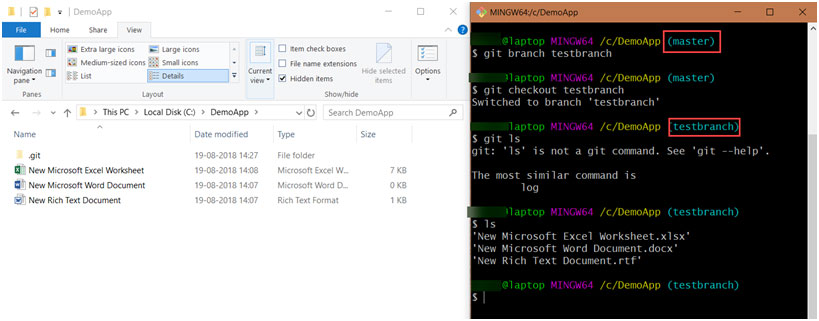 DemoApp
File Home Share View
Navigation pane
Panes
Extra large icons Large icons
Medium-sized icons Small icons
List Details
Layout
Current view
Item check boxes
File name extensions
Hidden items
Hide selected items
Show/hide
Options
This PC Local Disk (C:) DemoApp
Search DemoApp
Name Date modified Type Size
.git 19-08-2018 14:27 File folder
New Microsoft Excel Worksheet 19-08-2018 14:08 Microsoft Excel W... 7 KB
New Microsoft Word Document 19-08-2018 14:07 Microsoft Word D... 0 KB
New Rich Text Document 19-08-2018 14:07 Rich Text Format 1 KB
MINGW64:/c/DemoApp
@laptop MINGW64 /c/DemoApp (master)
$ git branch testbranch
@laptop MINGW64 /c/DemoApp (master)
$ git checkout testbranch
Switched to branch 'testbranch'
@laptop MINGW64 /c/DemoApp (testbranch)
$ git ls
git: 'ls' is not a git command. See 'git --help'.
The most similar command is
log
@laptop MINGW64 /c/DemoApp (testbranch)
$ ls
'New Microsoft Excel Worksheet.xlsx'
'New Microsoft Word Document.docx'
'New Rich Text Document.rtf'
@laptop MINGW64 /c/DemoApp (testbranch)
$